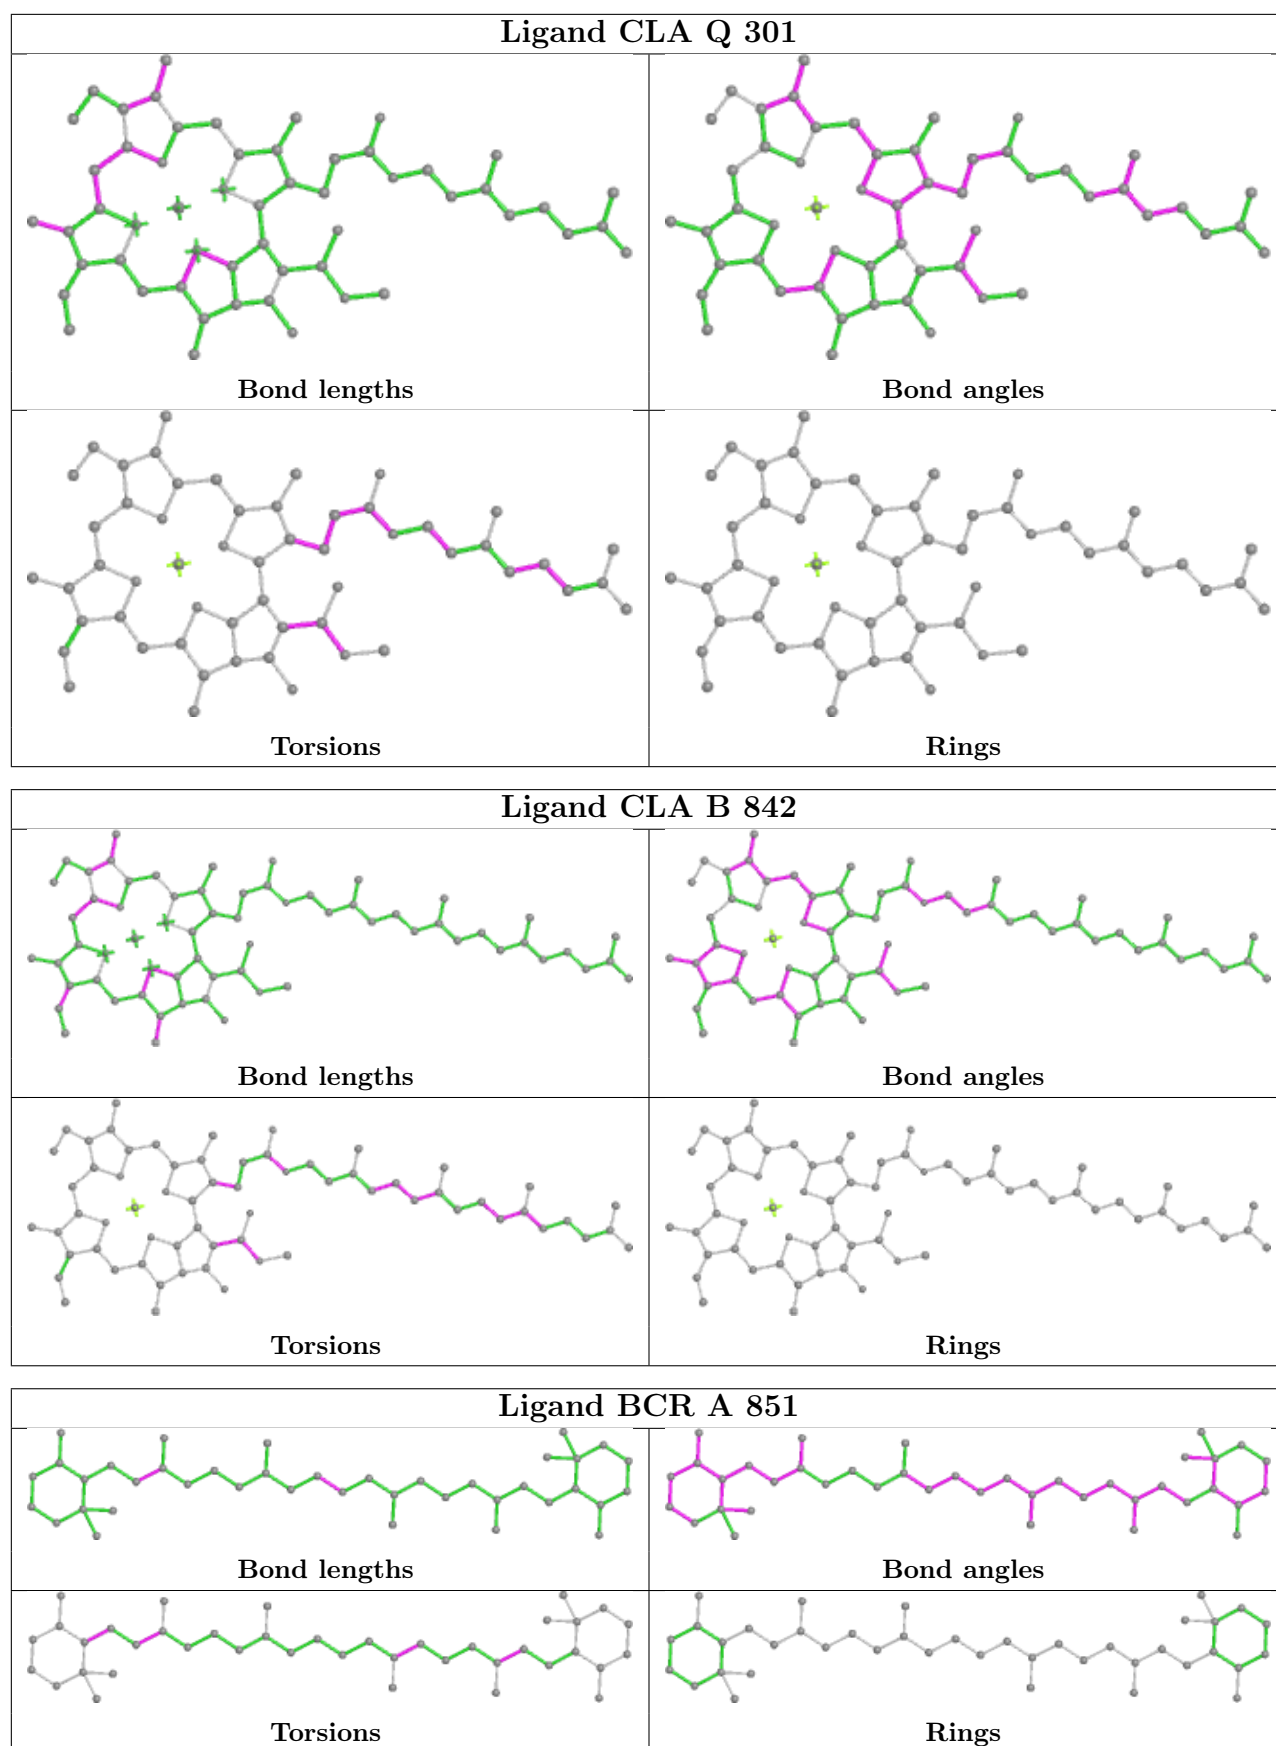 Ligand CLA Q 301
Bond lengths
Bond angles
Torsions
Rings
Ligand CLA B 842
Bond lengths
Bond angles
Torsions
Rings
Ligand BCR A 851
Bond lengths
Bond angles
Torsions
Rings